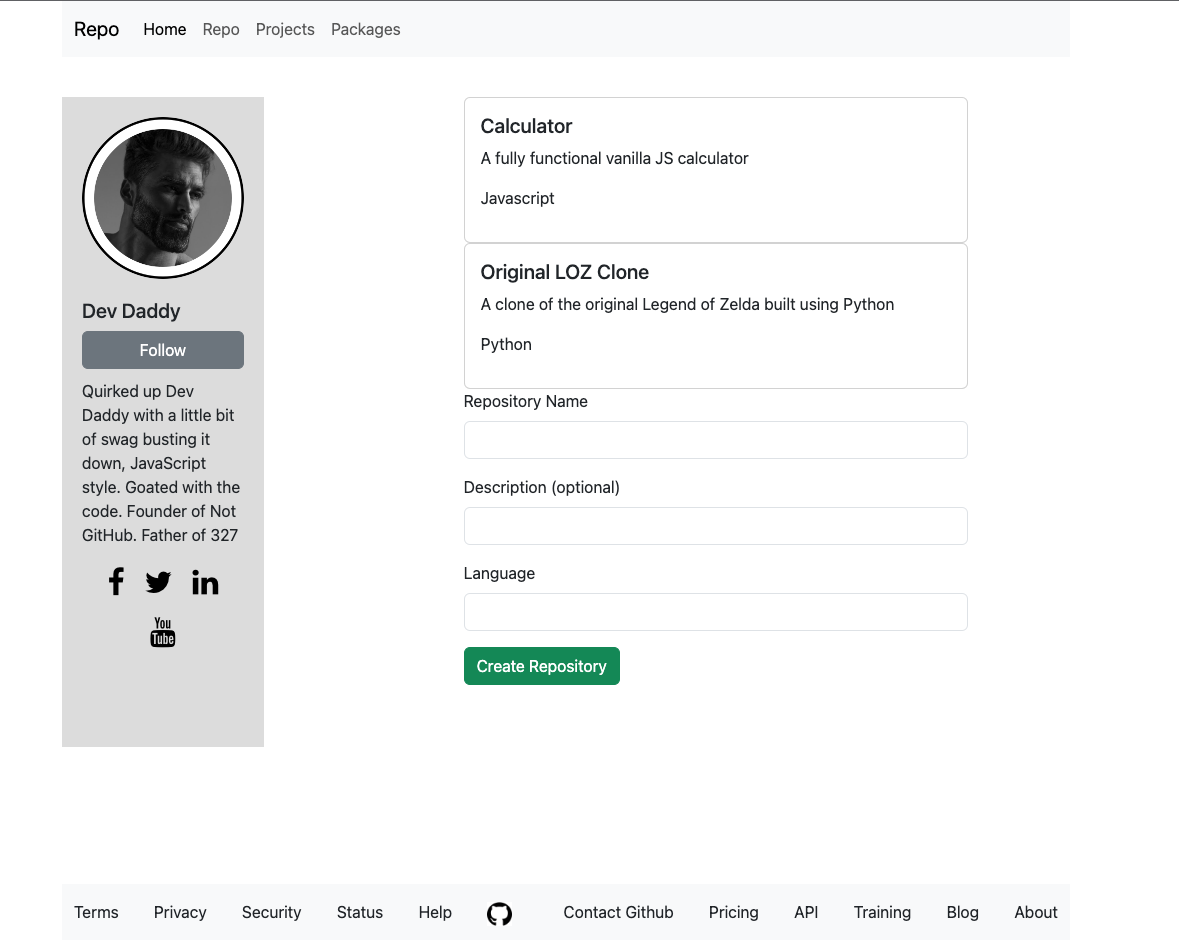 Repo Home Repo Projects Packages
Dev Daddy
Follow
Quirked up Dev
Daddy with a little bit
of swag busting it
down, JavaScript
style. Goated with the
code. Founder of Not
GitHub. Father of 327
f
in
You
Tube
Calculator
A fully functional vanilla JS calculator
Javascript
Original LOZ Clone
A clone of the original Legend of Zelda built using Python
Python
Repository Name
Description (optional)
Language
Create Repository
Terms Privacy Security Status Help Contact Github Pricing API Training Blog About